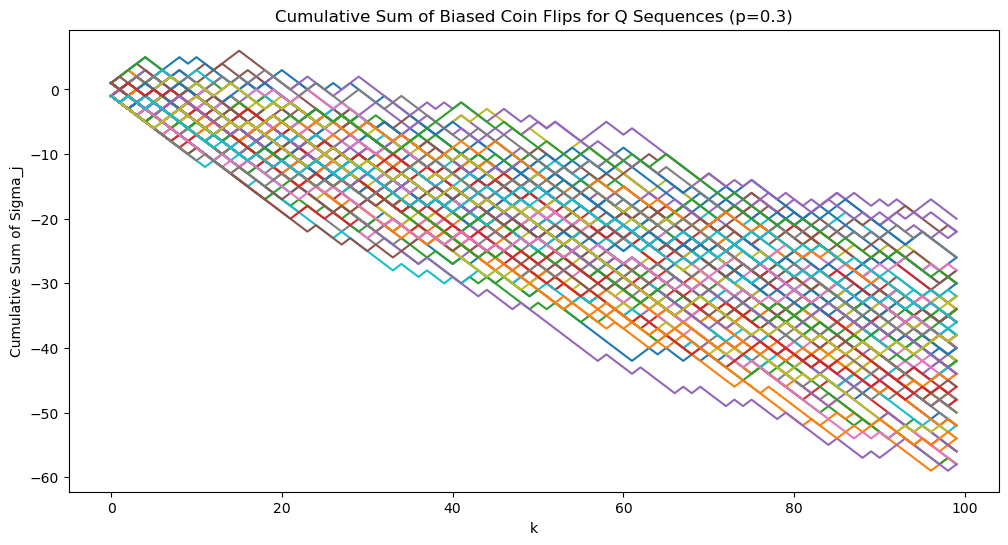 Cumulative Sum of Biased Coin Flips for Q Sequences (p=0.3)
Cumulative Sum of Sigma_j
0
−10
−20
−30
−40
−50
−60
0 20 40 60 80 100
k